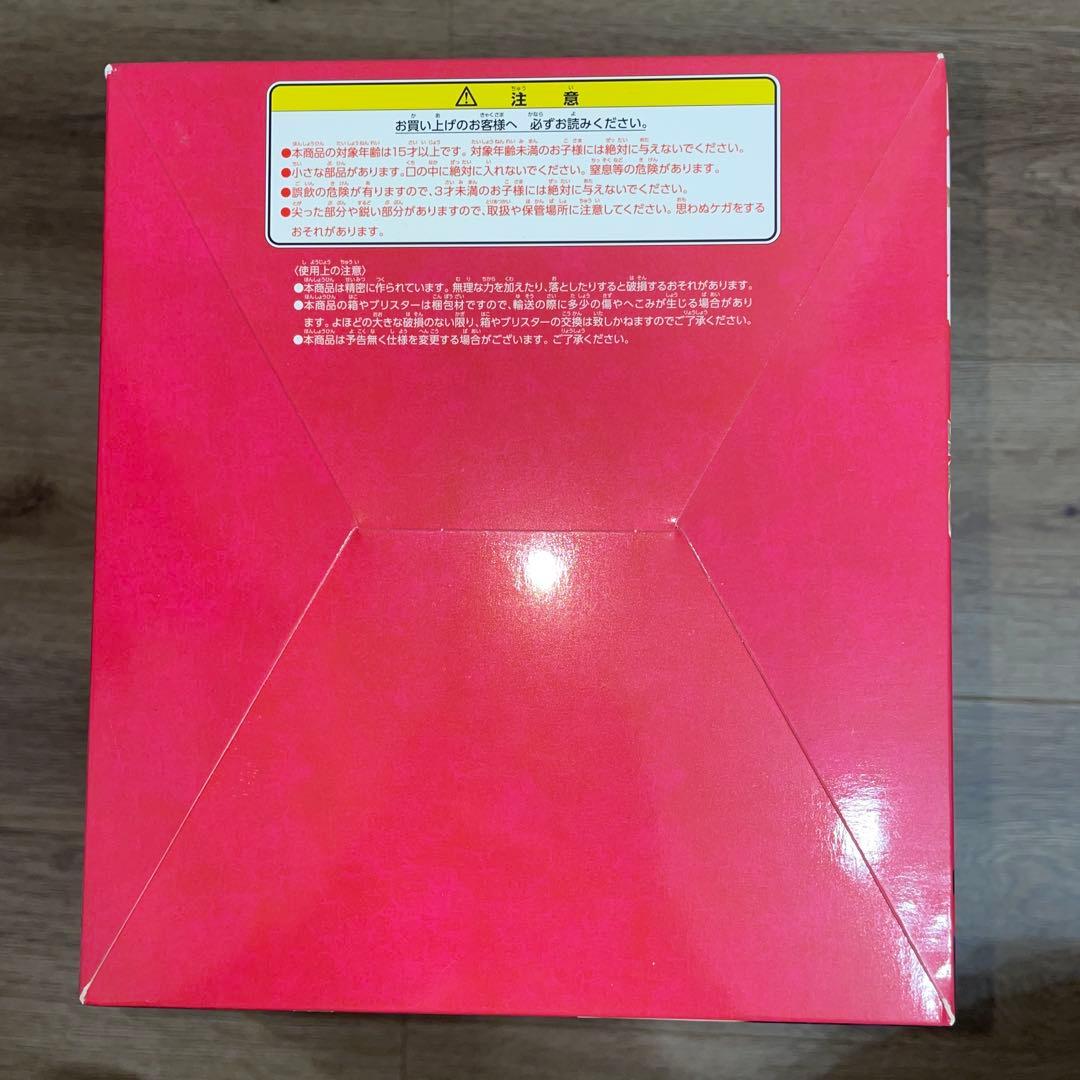 注意
お買い上げのお客様へ 必ずお読みください。
●本商品の対象年齢は15才以上です。対象年齢未満のお子様には絶対に与えないでください。
●小さな部品があります。口の中に絶対に入れないでください。窒息等の危険があります。
●誤飲の危険が有りますので、3才未満のお子様には絶対に与えないでください。
●尖った部分や鋭い部分がありますので、取扱や保管場所に注意してください。思わぬケガをする
おそれがあります。
〈使用上の注意〉
●本商品は精密に作られています。無理な力を加えたり、落としたりすると破損するおそれがあります。
●本商品の箱やブリスターは梱包材ですので、輸送の際に多少の傷やへこみが生じる場合があり
ます。よほどの大きな破損のない限り、箱やブリスターの交換は致しかねますのでご了承ください。
●本商品は予告無く仕様を変更する場合がございます。ご了承ください。